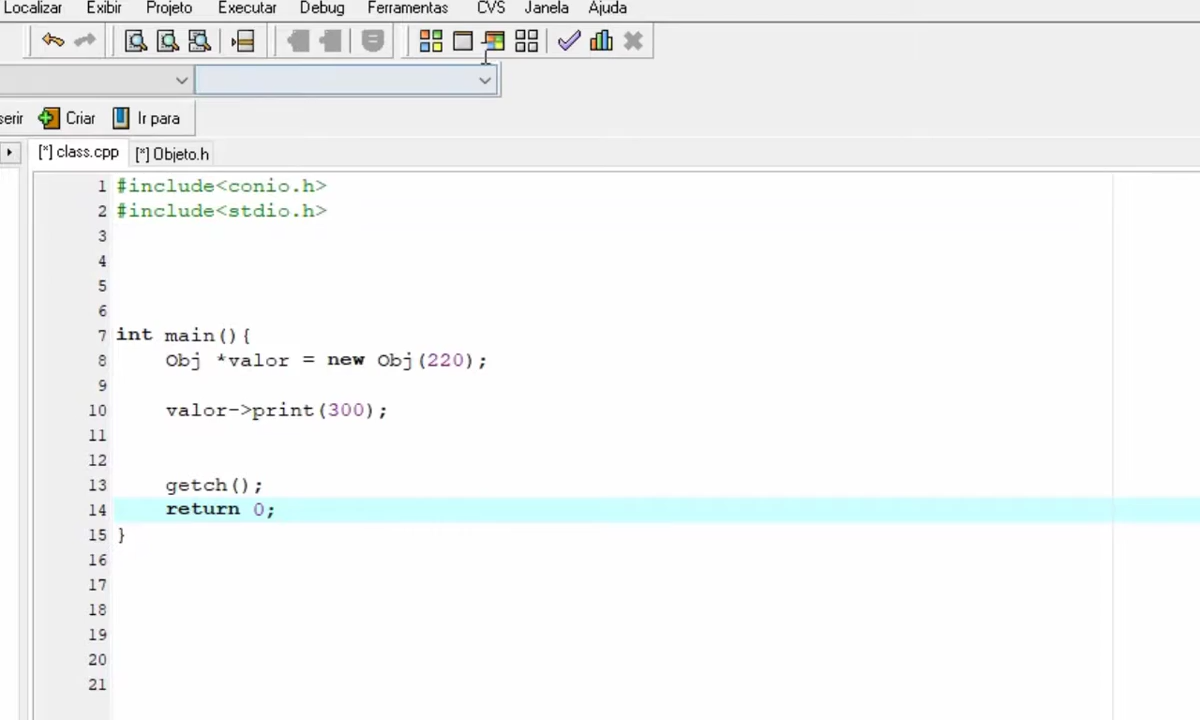 Localizar Exibir Projeto Executar Debug Ferramentas CVS Janela Ajuda
serir Criar Ir para
[*] class.cpp [*] Objeto.h
1 #include<conio.h>
2 #include<stdio.h>
3
4
5
6
7 int main(){
8 Obj *valor = new Obj(220);
9
10 valor->print(300);
11
12
13 getch();
14 return 0;
15 }
16
17
18
19
20
21